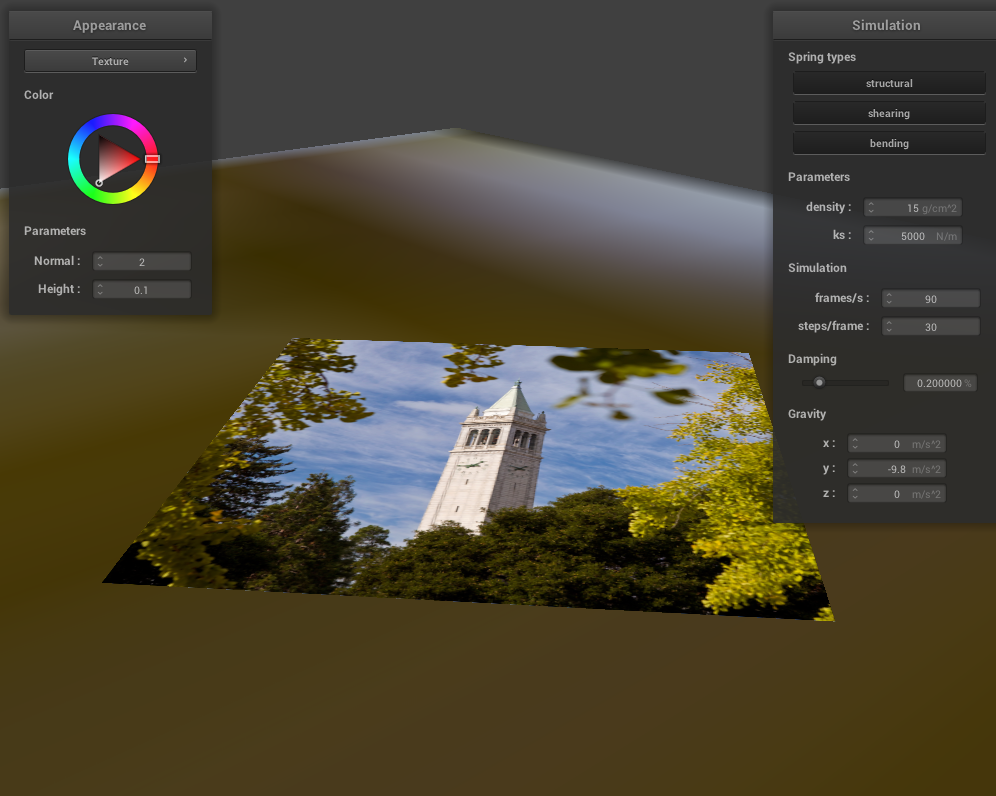 Appearance
Texture
Color
Parameters
Normal : 2
Height : 0.1
Simulation
Spring types
structural
shearing
bending
Parameters
density : 15 g/cm^2
ks : 5000 N/m
Simulation
frames/s : 90
steps/frame : 30
Damping
0.200000 %
Gravity
x : 0 m/s^2
y : -9.8 m/s^2
z : 0 m/s^2